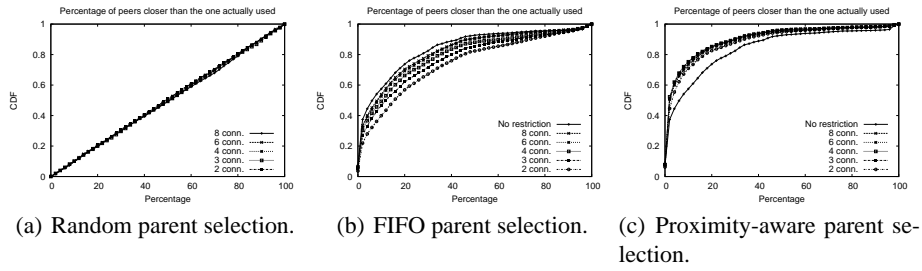 Percentage of peers closer than the one actually used
1
0.8
0.6
0.4
0.2
0
CDF
8 conn.
6 conn.
4 conn.
3 conn.
2 conn.
0 20 40 60 80 100
Percentage
(a) Random parent selection.
Percentage of peers closer than the one actually used
1
0.8
0.6
0.4
0.2
0
CDF
No restriction
8 conn.
6 conn.
4 conn.
3 conn.
2 conn.
0 20 40 60 80 100
Percentage
(b) FIFO parent selection.
Percentage of peers closer than the one actually used
1
0.8
0.6
0.4
0.2
0
CDF
No restriction
8 conn.
6 conn.
4 conn.
3 conn.
2 conn.
0 20 40 60 80 100
Percentage
(c) Proximity-aware parent se-
lection.